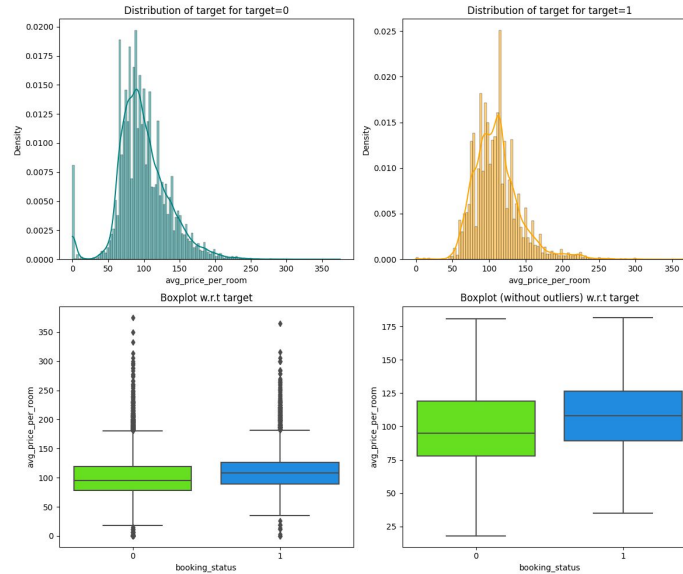 Distribution of target for target=0
Density
0.0200
0.0175
0.0150
0.0125
0.0100
0.0075
0.0050
0.0025
0.0000
0 50 100 150 200 250 300 350
avg_price_per_room
Distribution of target for target=1
Density
0.025
0.020
0.015
0.010
0.005
0.000
0 50 100 150 200 250 300 350
avg_price_per_room
Boxplot w.r.t target
avg_price_per_room
350
300
250
200
150
100
50
0
0 1
booking_status
Boxplot (without outliers) w.r.t target
avg_price_per_room
175
150
125
100
75
50
25
0 1
booking_status